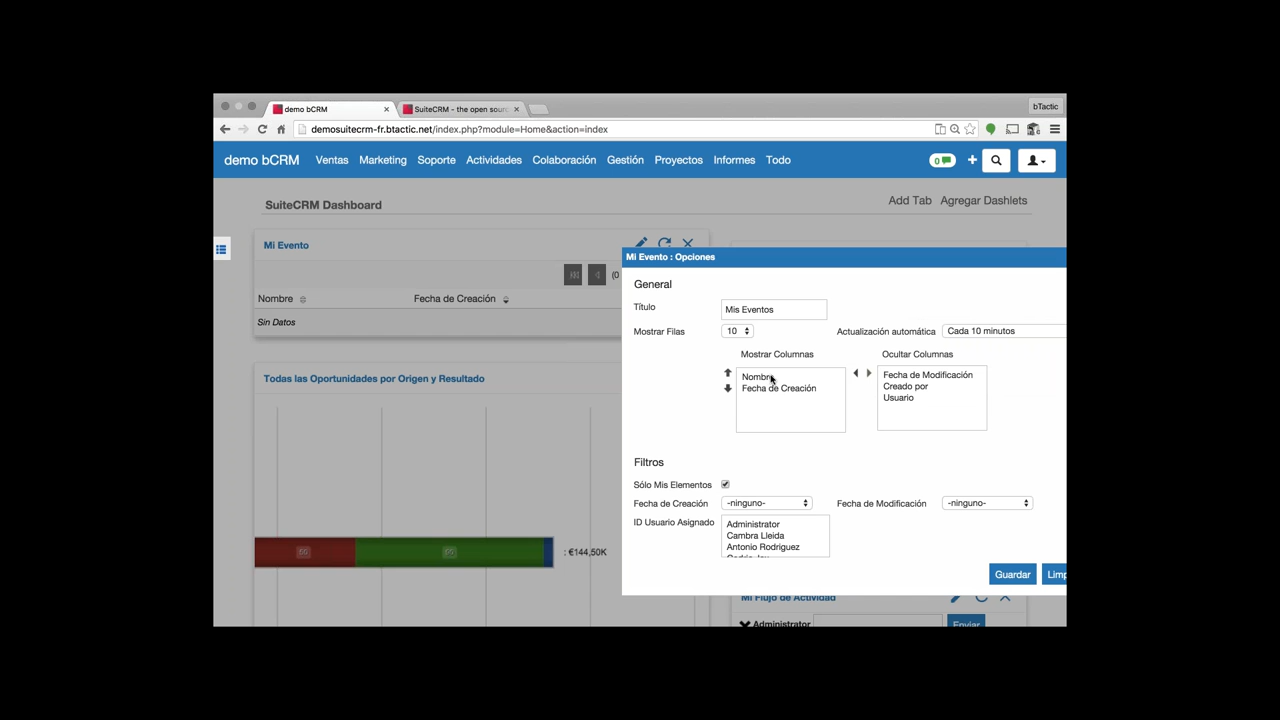 demo bCRM
SuiteCRM - the open sour
bTactic
demosuitecrm-fr.btactic.net/index.php?module=Home&action=index
demo bCRM Ventas Marketing Soporte Actividades Colaboración Gestión Proyectos Informes Todo 0
SuiteCRM Dashboard
Add Tab Agregar Dashlets
Mi Evento
(0
Nombre Fecha de Creación
Sin Datos
Todas las Oportunidades por Origen y Resultado
: €144,50K
Mi Evento : Opciones
General
Título Mis Eventos
Mostrar Filas 10 Actualización automática Cada 10 minutos
Mostrar Columnas Ocultar Columnas
Nombre
Fecha de Creación
Fecha de Modificación
Creado por
Usuario
Filtros
Sólo Mis Elementos
Fecha de Creación -ninguno- Fecha de Modificación -ninguno-
ID Usuario Asignado Administrator
Cambra Lleida
Antonio Rodriguez
Guardar Limp
Mi Flujo de Actividad
Administrator Enviar